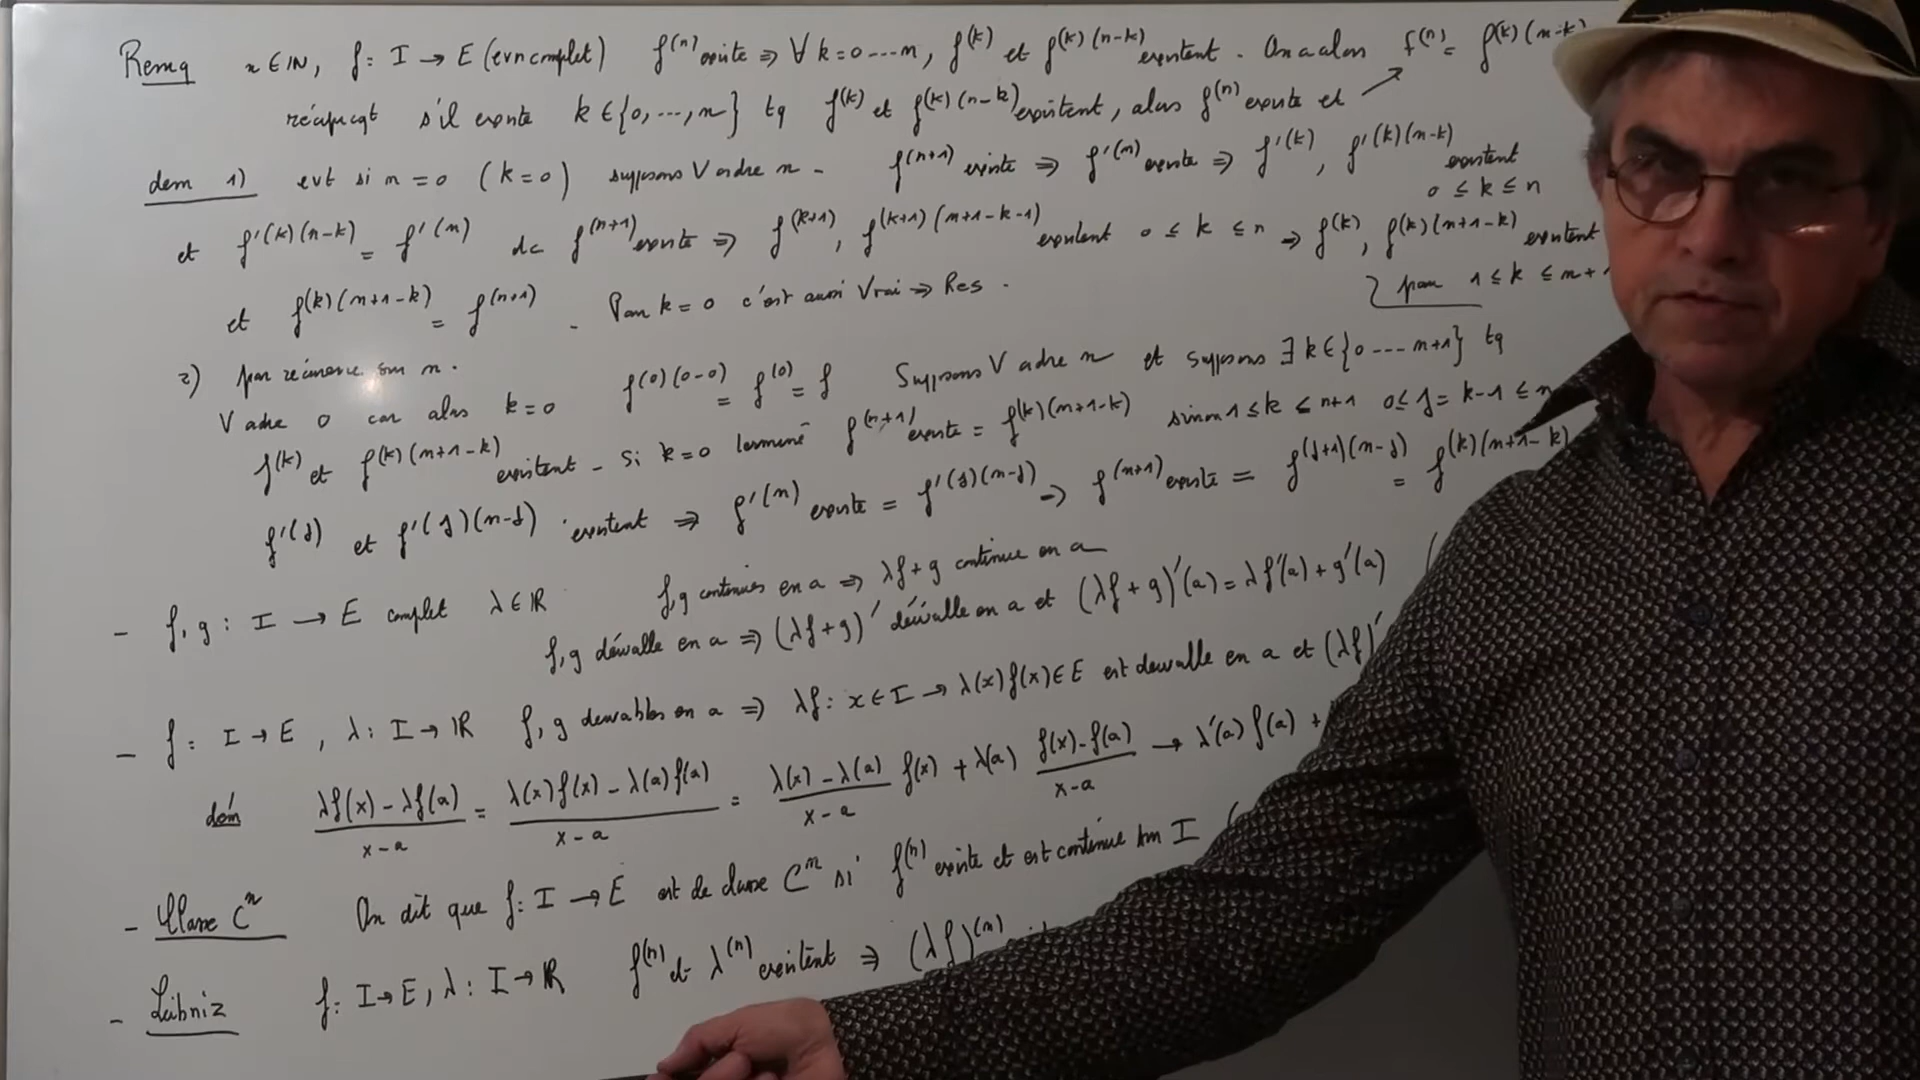 Remq n ∈ ℕ, f : I → E (evn complet) f^(n) existe ⇒ ∀ k = 0 ... n, f^(k) et f^(k)(n-k) existent . On a alors f^(n) = f^(k)(n-k)
réciproqt s'il existe k ∈ {0, ..., n} tq f^(k) et f^(k)(n-k) existent, alors f^(n) existe et ↗
dem 1) evt si n = 0 (k = 0) supposons V ordre n . f^(n+1) existe ⇒ f'^(n) existe ⇒ f'^(k), f'^(k)(n-k) existent
0 ≤ k ≤ n
et f'^(k)(n-k) = f'^(n) dc f^(n+1) existe ⇒ f^(k+1), f^(k+1)(n+1-k-1) existent 0 ≤ k ≤ n ⇒ f^(k), f^(k)(n+1-k) existent
pour 1 ≤ k ≤ n +
et f^(k)(n+1-k) = f^(n+1) . Pour k = 0 c'est aussi Vrai ⇒ Res .
2) par récurence sur n .
V ordre 0 car alors k = 0 f^(0)(0-0) = f^(0) = f Supposons V ordre n et supposons ∃ k ∈ {0 ... n+1} tq
f^(k) et f^(k)(n+1-k) existent - Si k = 0 terminé f^(n+1) existe = f^(k)(n+1-k) sinon 1 ≤ k ≤ n+1 0 ≤ j = k-1 ≤ n
f'^(j) et f'^(j)(n-j) existent ⇒ f'^(n) existe = f'^(j)(n-j) → f^(n+1) existe = f^(j+1)(n-j) = f^(k)(n+1-k)
- f, g : I → E complet λ ∈ ℝ f, g continues en a ⇒ λf + g continue en a
f, g dérivable en a ⇒ (λf + g)' dérivable en a et (λf + g)'(a) = λf'(a) + g'(a) (
- f : I → E , λ : I → ℝ f, g derivables en a ⇒ λf : x ∈ I → λ(x)f(x) ∈ E est derivable en a et (λf)'
dém (λf(x) - λf(a))/(x-a) = (λ(x)f(x) - λ(a)f(a))/(x-a) = (λ(x) - λ(a))/(x-a) f(x) + λ(a) (f(x) - f(a))/(x-a) → λ'(a) f(a) +
- Classe C^n On dit que f : I → E est de classe C^n si f^(n) existe et est continue sur I (
- Leibniz f : I → E, λ : I → ℝ f^(n) et λ^(n) existent ⇒ (λf)^(n)